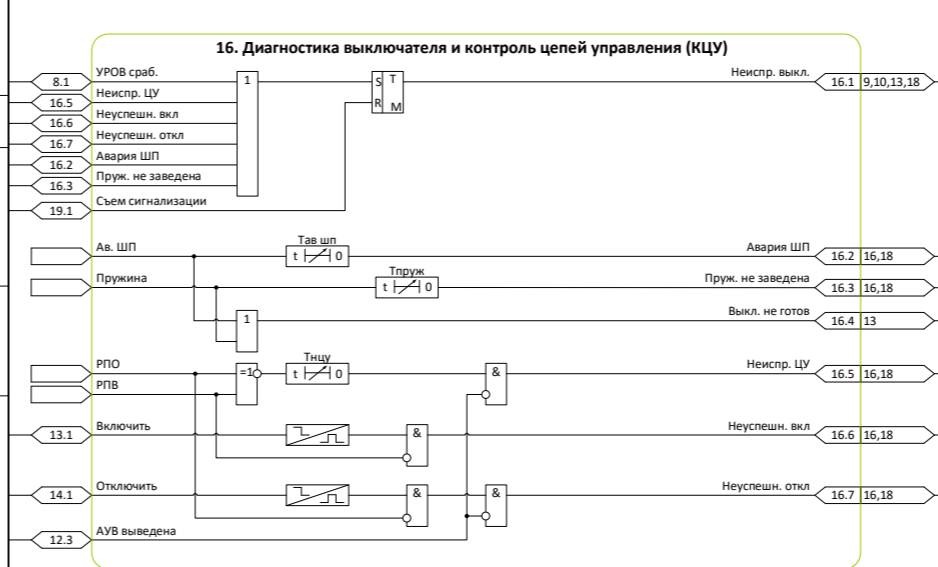 16. Диагностика выключателя и контроль цепей управления (КЦУ)
8.1 УРОВ сраб. 1 S T Неиспр. выкл. 16.1 9,10,13,18
16.5 Неиспр. ЦУ R M
16.6 Неуспешн. вкл
16.7 Неуспешн. откл
16.2 Авария ШП
16.3 Пруж. не заведена
19.1 Съем сигнализации
Ав. ШП Тав шп t 0 Авария ШП 16.2 16,18
Пружина Тпруж t 0 Пруж. не заведена 16.3 16,18
1 Выкл. не готов 16.4 13
РПО =1 Тнцу t 0 & Неиспр. ЦУ 16.5 16,18
РПВ
13.1 Включить & Неуспешн. вкл 16.6 16,18
14.1 Отключить & & Неуспешн. откл 16.7 16,18
12.3 АУВ выведена